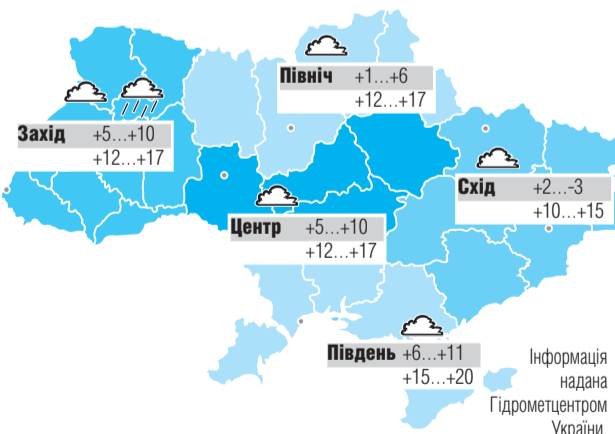 Північ +1...+6
+12...+17
Захід +5...+10
+12...+17
Схід +2...-3
+10...+15
Центр +5...+10
+12...+17
Південь +6...+11
+15...+20
Інформація
надана
Гідрометцентром
України.